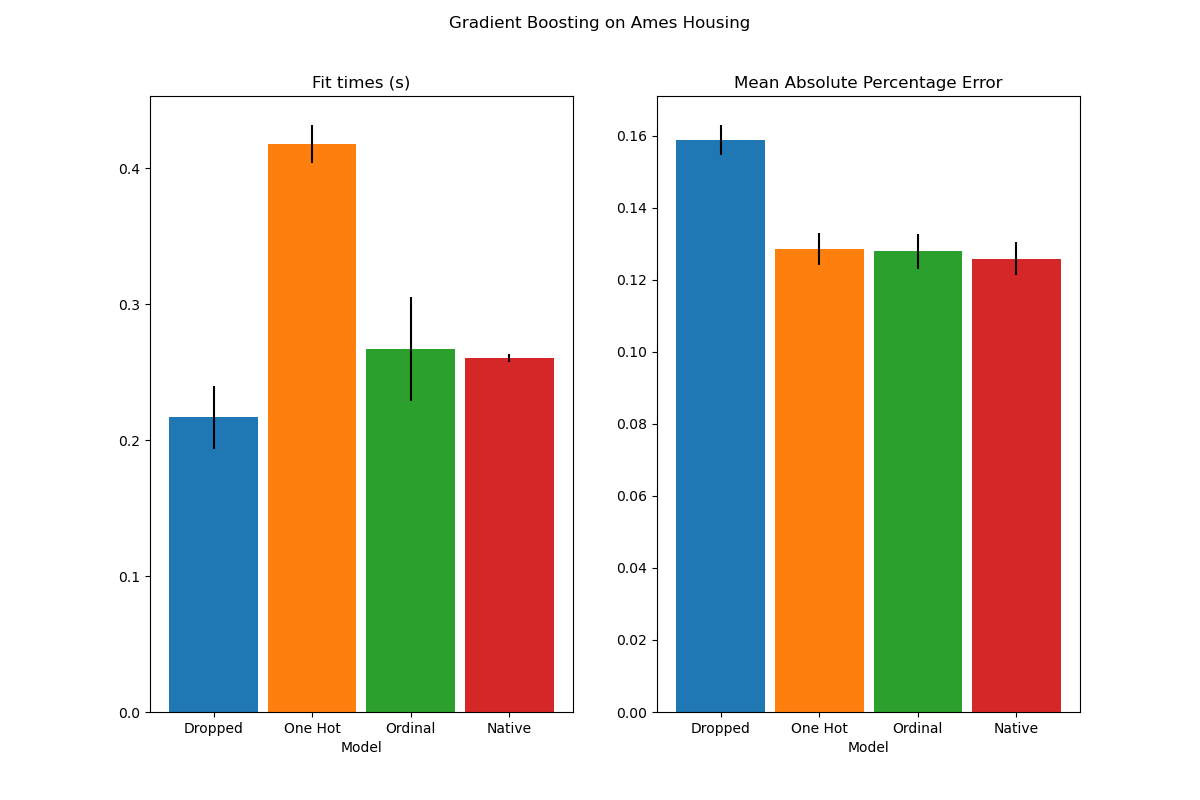 Gradient Boosting on Ames Housing
Fit times (s)
0.4
0.3
0.2
0.1
0.0
Dropped One Hot Ordinal Native
Model
Mean Absolute Percentage Error
0.16
0.14
0.12
0.10
0.08
0.06
0.04
0.02
0.00
Dropped One Hot Ordinal Native
Model